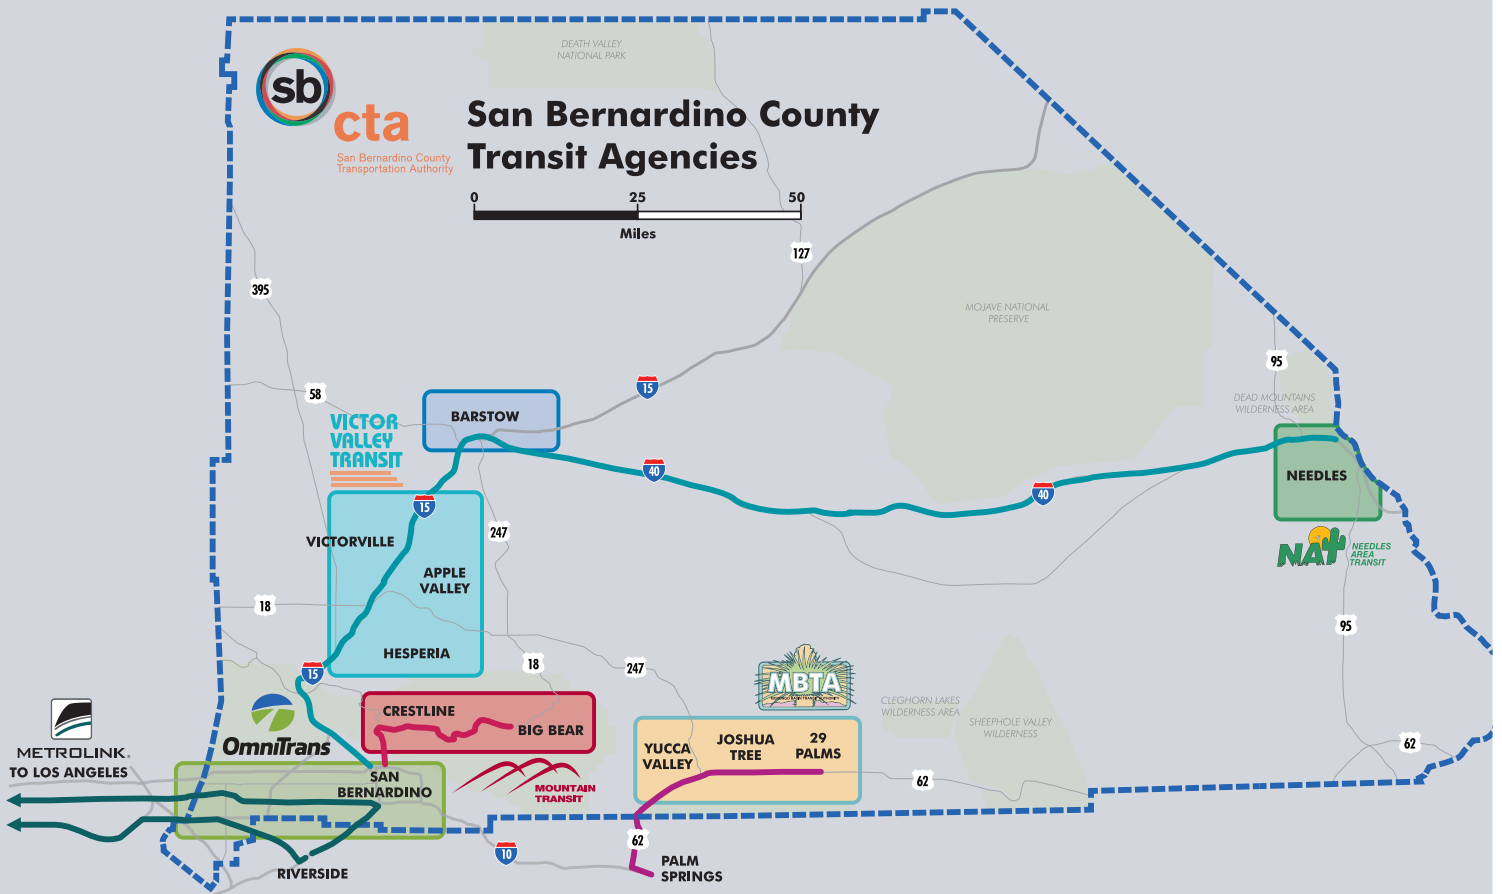 DEATH VALLEY
NATIONAL PARK
sb
cta
San Bernardino County
Transportation Authority
San Bernardino County
Transit Agencies
0 25 50
Miles
127
395
MOJAVE NATIONAL
PRESERVE
95
58
15
DEAD MOUNTAINS
WILDERNESS AREA
VICTOR
VALLEY
TRANSIT
BARSTOW
40
40
NEEDLES
15
VICTORVILLE
247
NAT
NEEDLES
AREA
TRANSIT
APPLE
VALLEY
18
95
HESPERIA
15
18
247
MBTA
CLEGHORN LAKES
WILDERNESS AREA
SHEEPHOLE VALLEY
WILDERNESS
CRESTLINE
BIG BEAR
METROLINK.
TO LOS ANGELES
OmniTrans
YUCCA
VALLEY
JOSHUA
TREE
29
PALMS
62
62
SAN
BERNARDINO
MOUNTAIN
TRANSIT
62
10
PALM
SPRINGS
RIVERSIDE